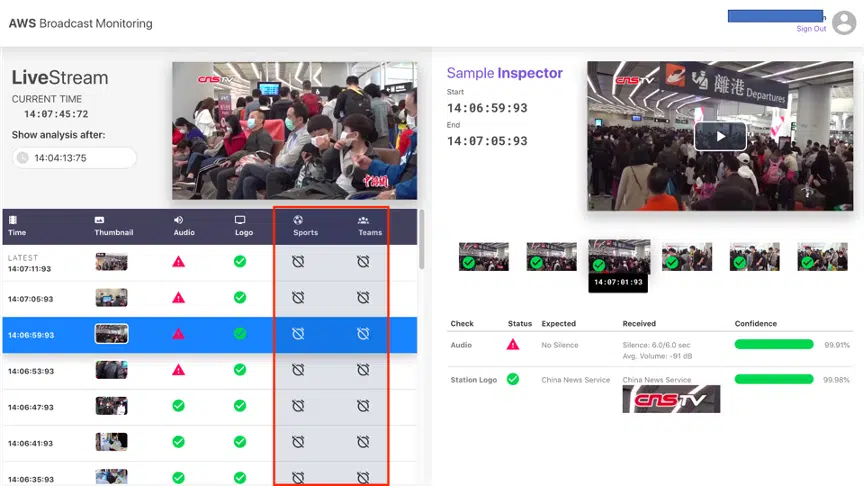 AWS Broadcast Monitoring
Sign Out
LiveStream
CURRENT TIME
14:07:45:72
Show analysis after:
14:04:13:75
CNSTV
中新视频
Sample Inspector
Start
14:06:59:93
End
14:07:05:93
CNSTV
離港
Departures
Time
Thumbnail
Audio
Logo
Sports
Teams
LATEST
14:07:11:93
14:07:05:93
14:06:59:93
14:06:53:93
14:06:47:93
14:06:41:93
14:06:35:93
14:07:01:93
Check Status Expected Received Confidence
Audio No Silence Silence: 6.0/6.0 sec 99.91%
Avg. Volume: -91 dB
Station Logo China News Service China News Service 99.98%
CNSTV